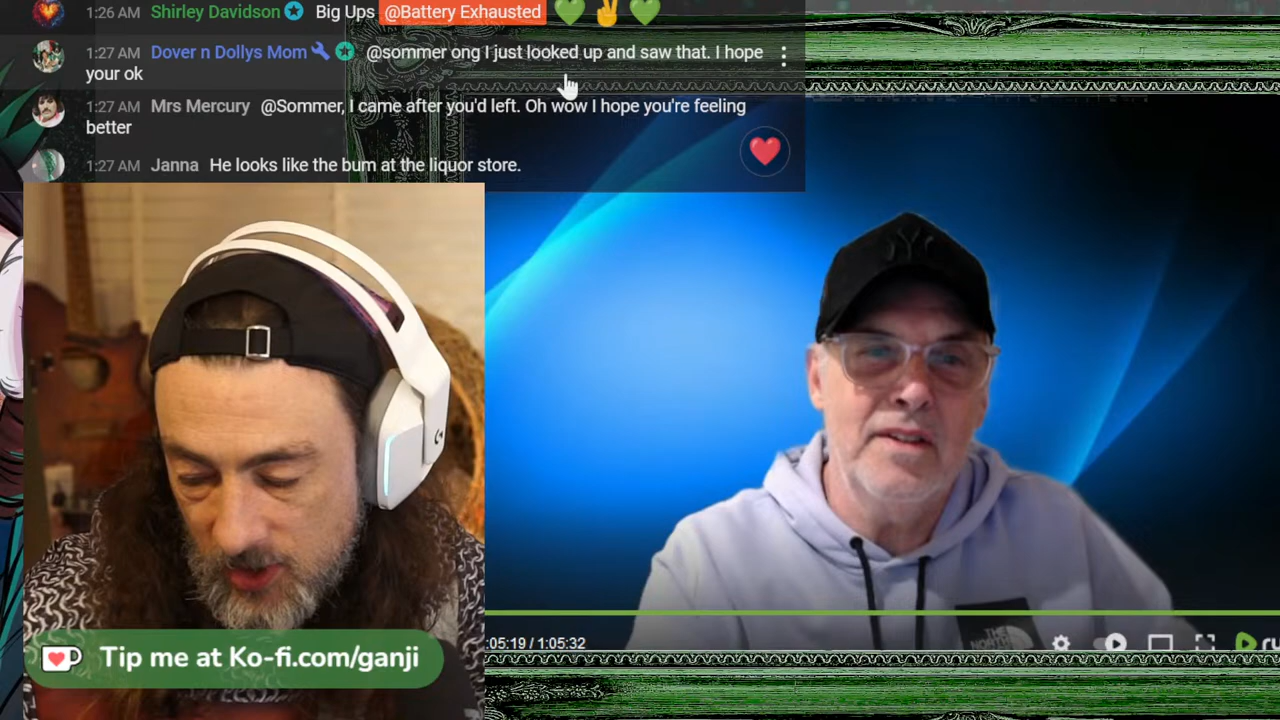 1:26 AM Shirley Davidson Big Ups @Battery Exhausted
1:27 AM Dover n Dollys Mom @sommer ong I just looked up and saw that. I hope
your ok
1:27 AM Mrs Mercury @Sommer, I came after you'd left. Oh wow I hope you're feeling
better
1:27 AM Janna He looks like the bum at the liquor store.
THE
:05:19 / 1:05:32
Tip me at Ko-fi.com/ganji